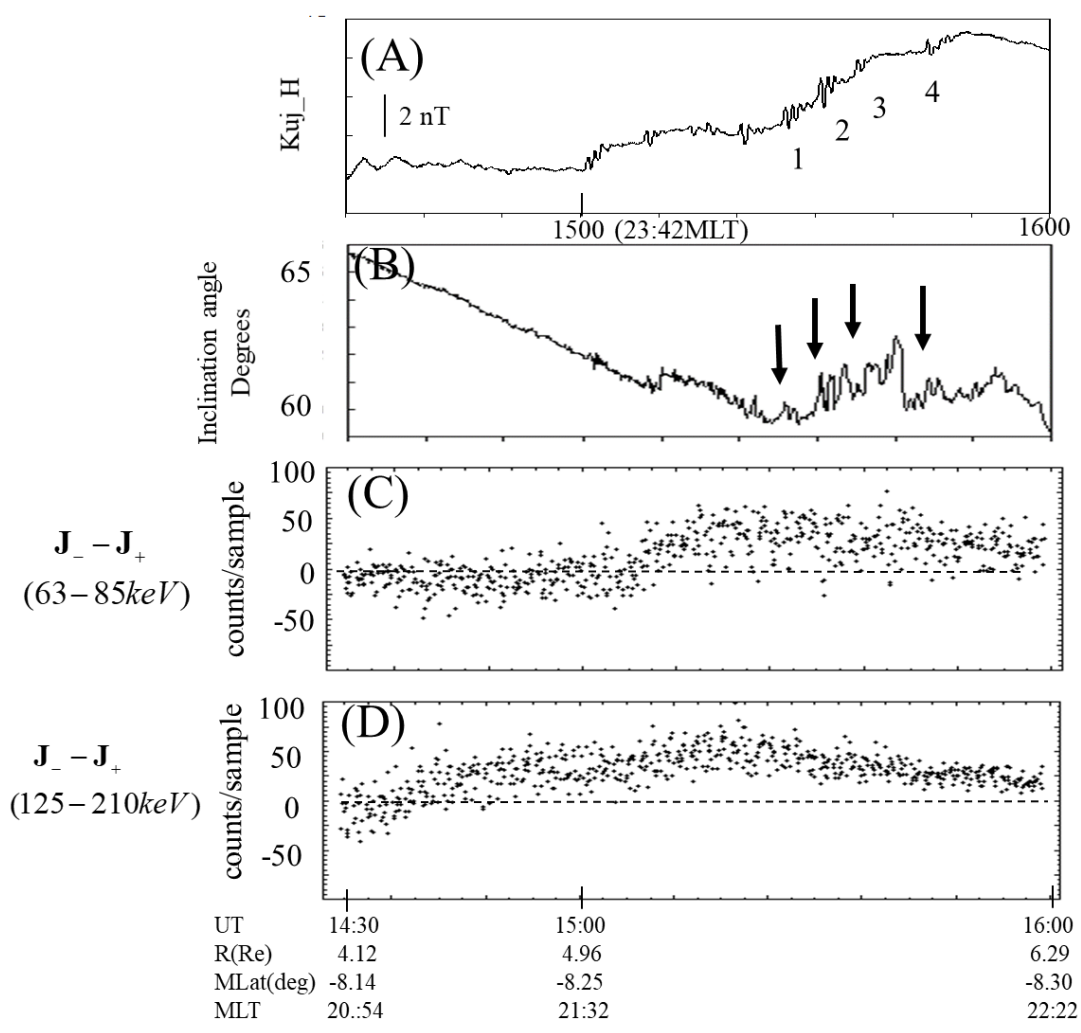 (A)
Kuj_H
2 nT
1
2
3
4
1500 (23:42MLT)
1600
(B)
Inclination angle
Degrees
65
60
(C)
J_ – J+
(63–85keV)
counts/sample
100
50
0
-50
(D)
J_ – J+
(125–210keV)
counts/sample
100
50
0
-50
UT 14:30 15:00 16:00
R(Re) 4.12 4.96 6.29
MLat(deg) -8.14 -8.25 -8.30
MLT 20.:54 21:32 22:22